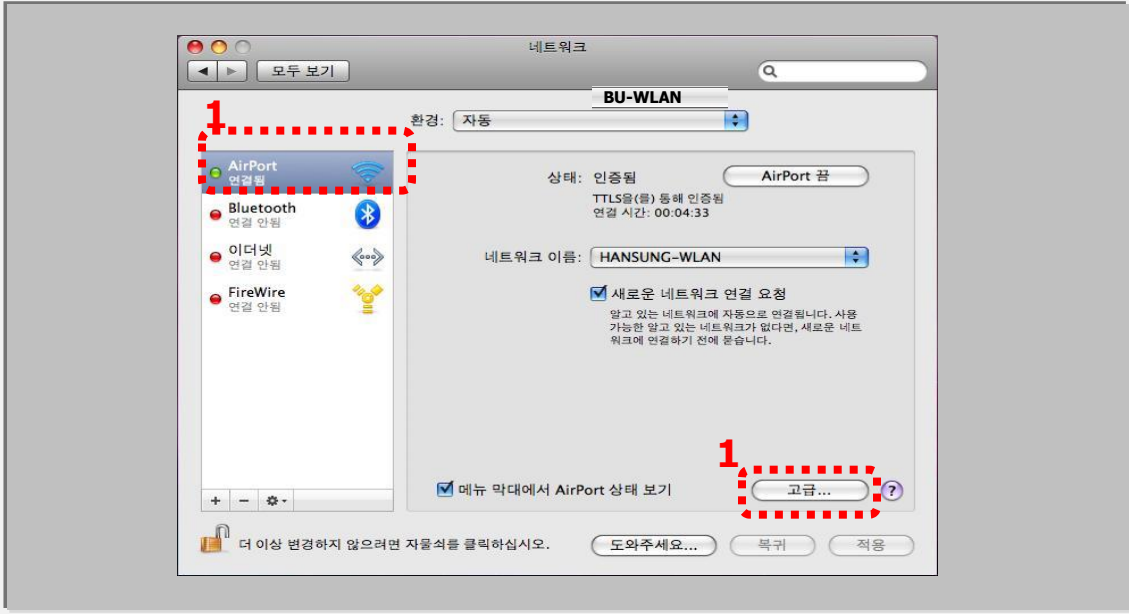 네트워크
모두 보기
BU-WLAN
1
환경: 자동
AirPort
연결됨
Bluetooth
연결 안됨
이더넷
연결 안됨
FireWire
연결 안됨
상태: 인증됨
AirPort 끔
TTLS을(를) 통해 인증됨
연결 시간: 00:04:33
네트워크 이름: HANSUNG-WLAN
새로운 네트워크 연결 요청
알고 있는 네트워크에 자동으로 연결됩니다. 사용
가능한 알고 있는 네트워크가 없다면, 새로운 네트
워크에 연결하기 전에 묻습니다.
1
메뉴 막대에서 AirPort 상태 보기
고급...
?
+ −
더 이상 변경하지 않으려면 자물쇠를 클릭하십시오.
도와주세요...
복귀
적용